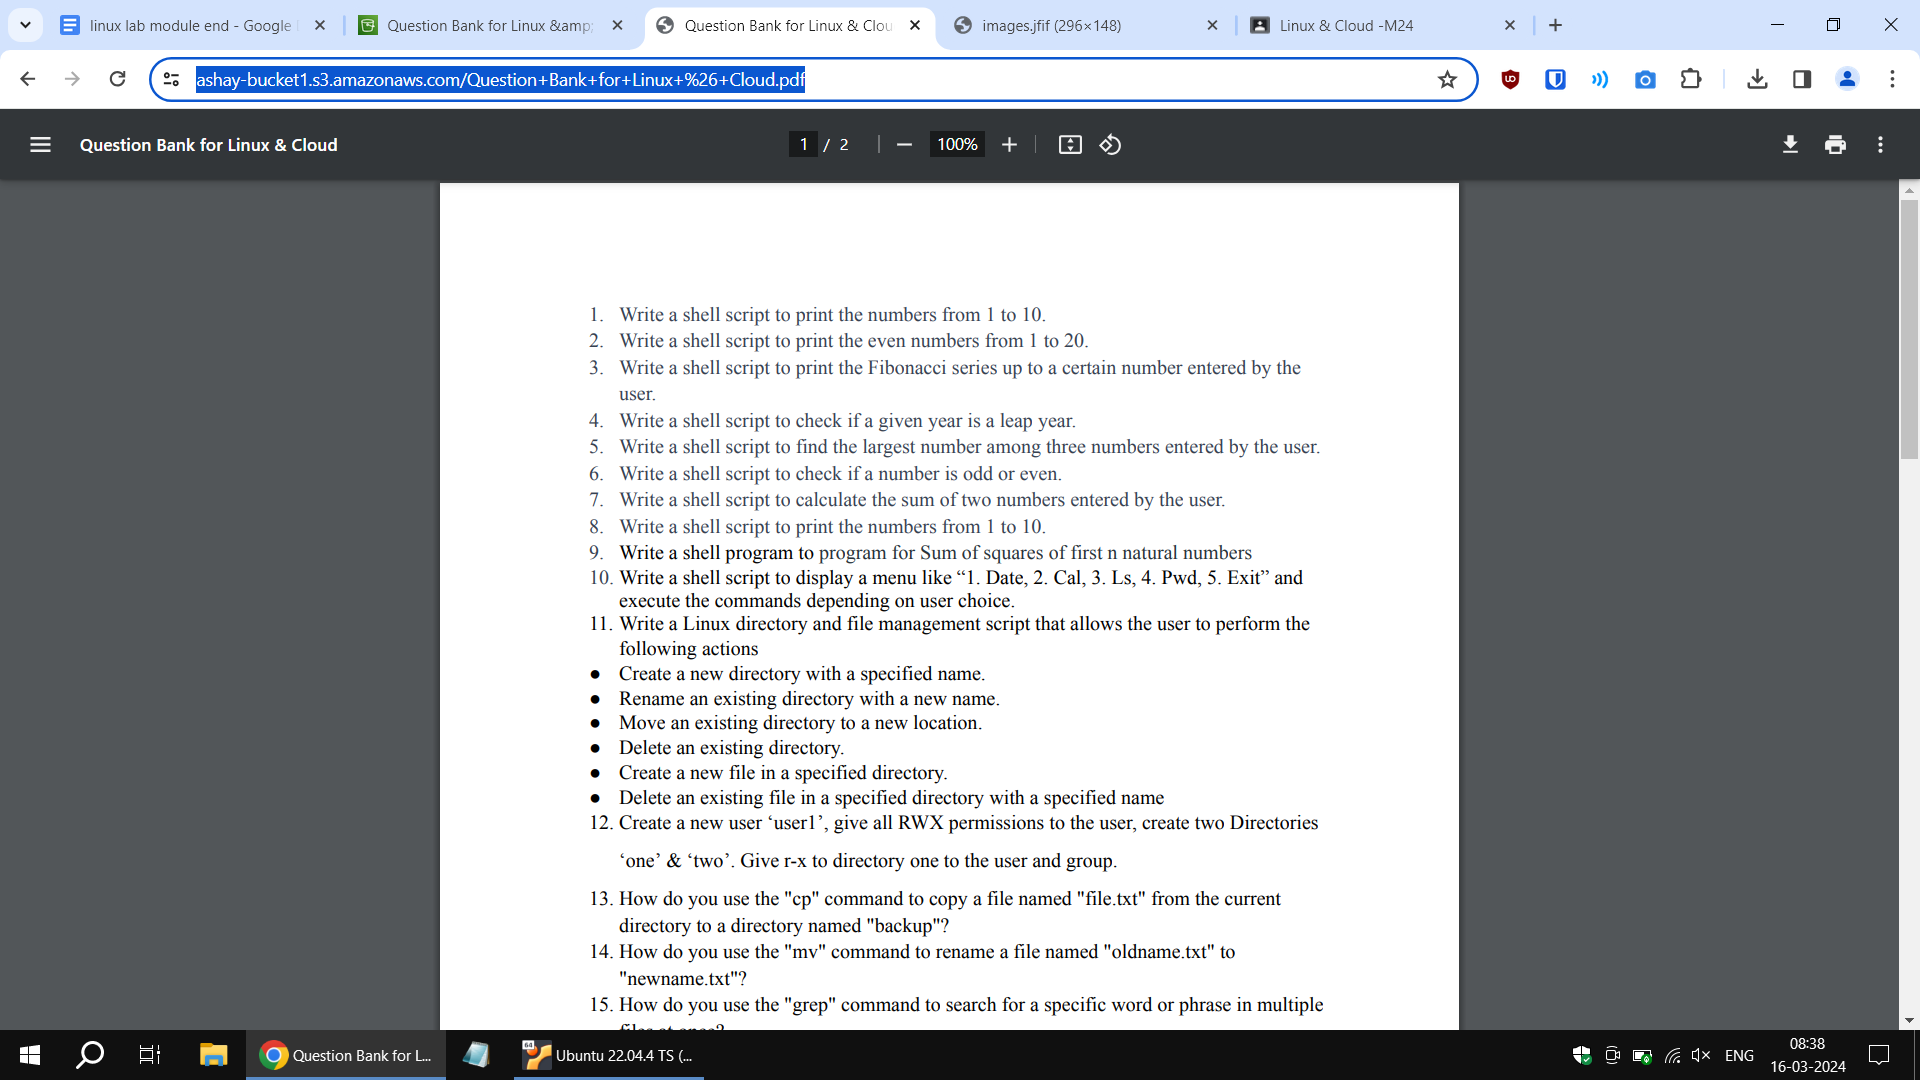 linux lab module end - Google
Question Bank for Linux &amp;
Question Bank for Linux & Clou
images.jfif (296×148)
Linux & Cloud -M24
ashay-bucket1.s3.amazonaws.com/Question+Bank+for+Linux+%26+Cloud.pdf
Question Bank for Linux & Cloud
1 / 2
100%
1. Write a shell script to print the numbers from 1 to 10.
2. Write a shell script to print the even numbers from 1 to 20.
3. Write a shell script to print the Fibonacci series up to a certain number entered by the
user.
4. Write a shell script to check if a given year is a leap year.
5. Write a shell script to find the largest number among three numbers entered by the user.
6. Write a shell script to check if a number is odd or even.
7. Write a shell script to calculate the sum of two numbers entered by the user.
8. Write a shell script to print the numbers from 1 to 10.
9. Write a shell program to program for Sum of squares of first n natural numbers
10. Write a shell script to display a menu like “1. Date, 2. Cal, 3. Ls, 4. Pwd, 5. Exit” and
execute the commands depending on user choice.
11. Write a Linux directory and file management script that allows the user to perform the
following actions
● Create a new directory with a specified name.
● Rename an existing directory with a new name.
● Move an existing directory to a new location.
● Delete an existing directory.
● Create a new file in a specified directory.
● Delete an existing file in a specified directory with a specified name
12. Create a new user ‘user1’, give all RWX permissions to the user, create two Directories
‘one’ & ‘two’. Give r-x to directory one to the user and group.
13. How do you use the "cp" command to copy a file named "file.txt" from the current
directory to a directory named "backup"?
14. How do you use the "mv" command to rename a file named "oldname.txt" to
"newname.txt"?
15. How do you use the "grep" command to search for a specific word or phrase in multiple
files at once?
Question Bank for L...
64
Ubuntu 22.04.4 TS (...
ENG
08:38
16-03-2024